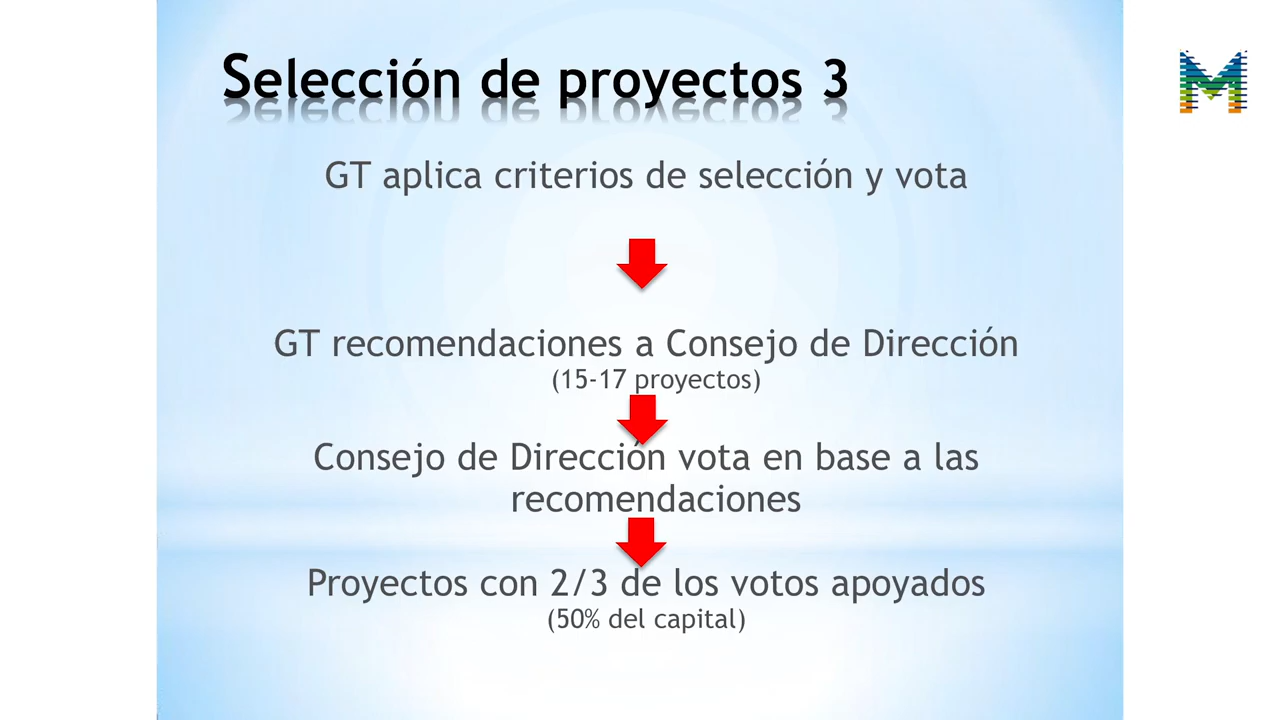 Selección de proyectos 3
GT aplica criterios de selección y vota
GT recomendaciones a Consejo de Dirección
(15-17 proyectos)
Consejo de Dirección vota en base a las
recomendaciones
Proyectos con 2/3 de los votos apoyados
(50% del capital)